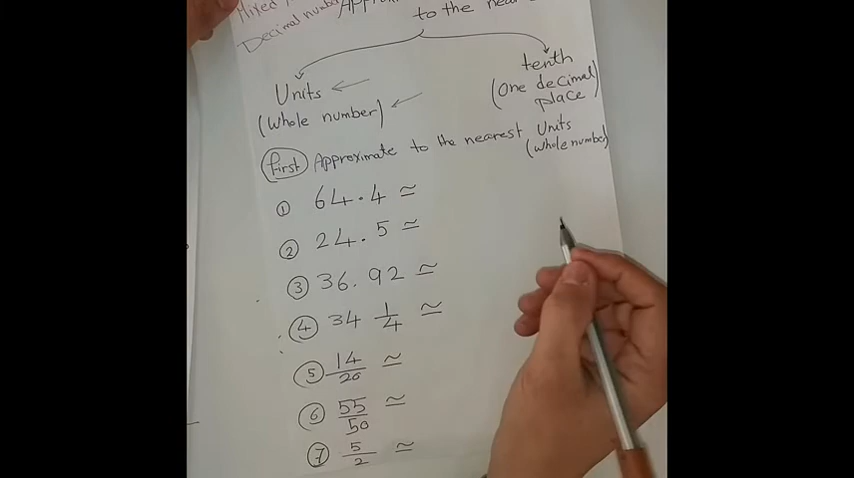 Mixed
Decimal number
to the near
Units
(Whole number)
tenth
(One decimal
place)
First Approximate to the nearest Units
(whole number)
① 64.4 ≃
② 24.5 ≃
③ 36.92 ≃
④ 34 1/4 ≃
⑤ 14/20 ≃
⑥ 55/50 ≃
⑦ 5/2 ≃